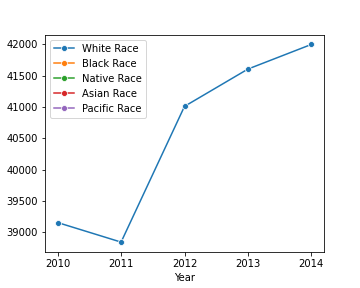 White Race
Black Race
Native Race
Asian Race
Pacific Race
42000
41500
41000
40500
40000
39500
39000
2010 2011 2012 2013 2014
Year